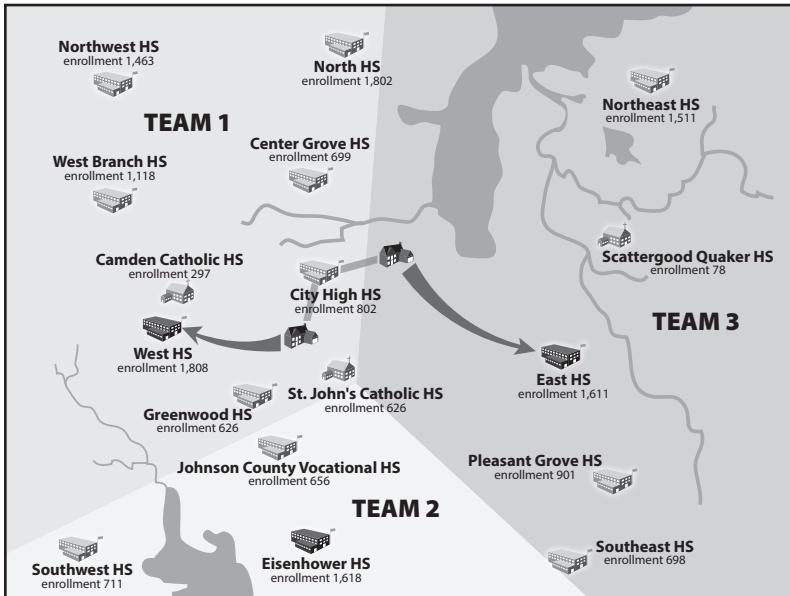 Northwest HS
enrollment 1,463
North HS
enrollment 1,802
Northeast HS
enrollment 1,511
TEAM 1
Center Grove HS
enrollment 699
West Branch HS
enrollment 1,118
Camden Catholic HS
enrollment 297
City High HS
enrollment 802
Scattergood Quaker HS
enrollment 78
TEAM 3
West HS
enrollment 1,808
East HS
enrollment 1,611
St. John's Catholic HS
enrollment 626
Greenwood HS
enrollment 626
Johnson County Vocational HS
enrollment 656
Pleasant Grove HS
enrollment 901
TEAM 2
Southwest HS
enrollment 711
Eisenhower HS
enrollment 1,618
Southeast HS
enrollment 698